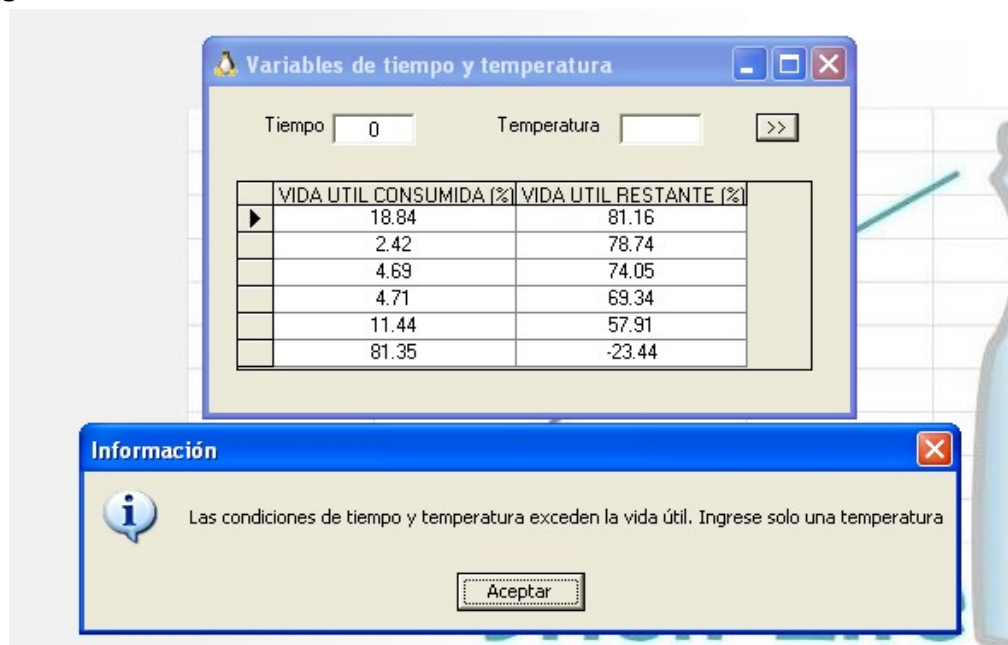 Variables de tiempo y temperatura
Tiempo 0 Temperatura >>
VIDA UTIL CONSUMIDA (%) VIDA UTIL RESTANTE (%)
18.84 81.16
2.42 78.74
4.69 74.05
4.71 69.34
11.44 57.91
81.35 -23.44
Información
Las condiciones de tiempo y temperatura exceden la vida útil. Ingrese solo una temperatura
Aceptar